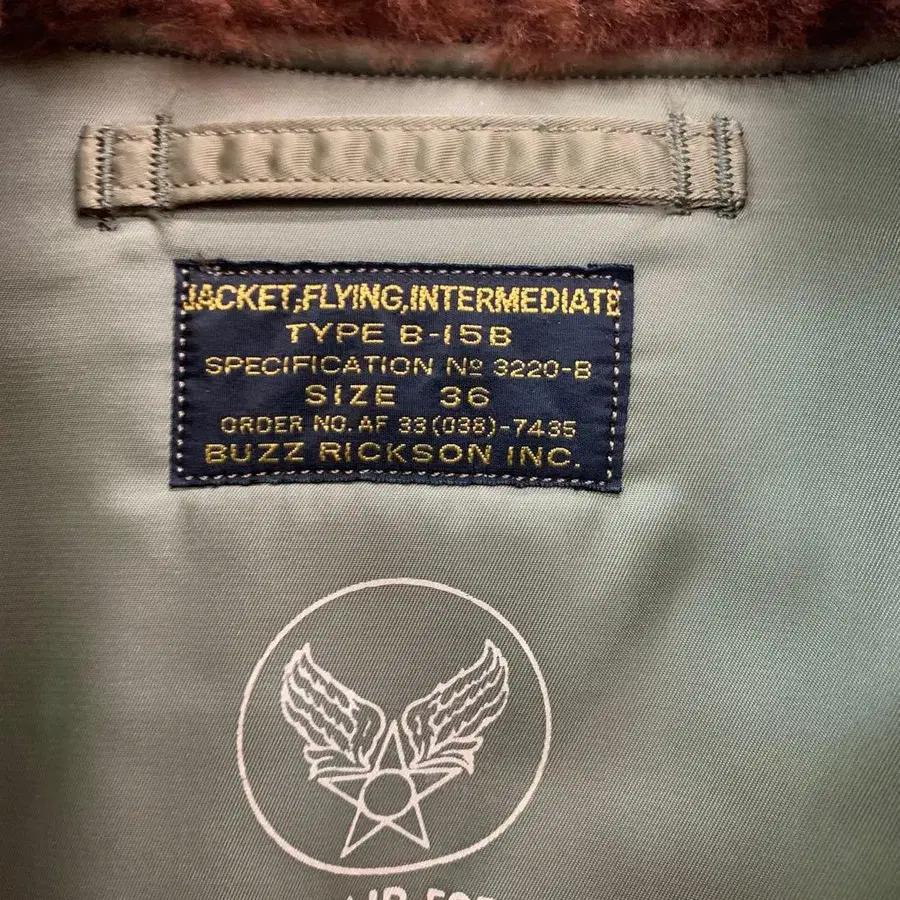 JACKET,FLYING,INTERMEDIATE
TYPE B-15B
SPECIFICATION Nº 3220-B
SIZE 36
ORDER NO. AF 33(038)-7435
BUZZ RICKSON INC.